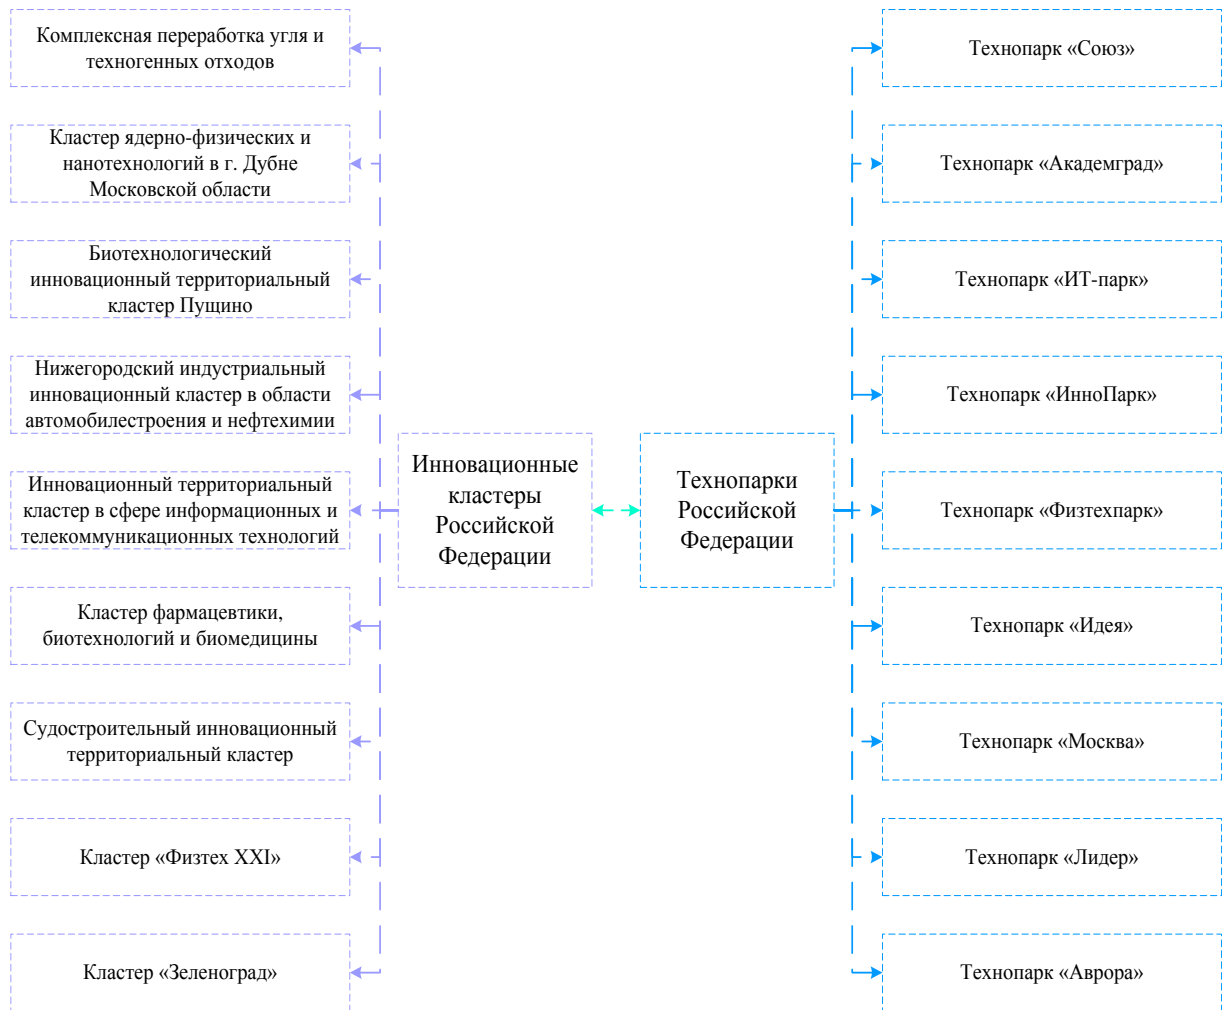 Комплексная переработка угля и
техногенных отходов
Кластер ядерно-физических и
нанотехнологий в г. Дубне
Московской области
Биотехнологический
инновационный территориальный
кластер Пущино
Нижегородский индустриальный
инновационный кластер в области
автомобилестроения и нефтехимии
Инновационный территориальный
кластер в сфере информационных и
телекоммуникационных технологий
Кластер фармацевтики,
биотехнологий и биомедицины
Судостроительный инновационный
территориальный кластер
Кластер «Физтех XXI»
Кластер «Зеленоград»
Инновационные
кластеры
Российской
Федерации
Технопарки
Российской
Федерации
Технопарк «Союз»
Технопарк «Академград»
Технопарк «ИТ-парк»
Технопарк «ИнноПарк»
Технопарк «Физтехпарк»
Технопарк «Идея»
Технопарк «Москва»
Технопарк «Лидер»
Технопарк «Аврора»